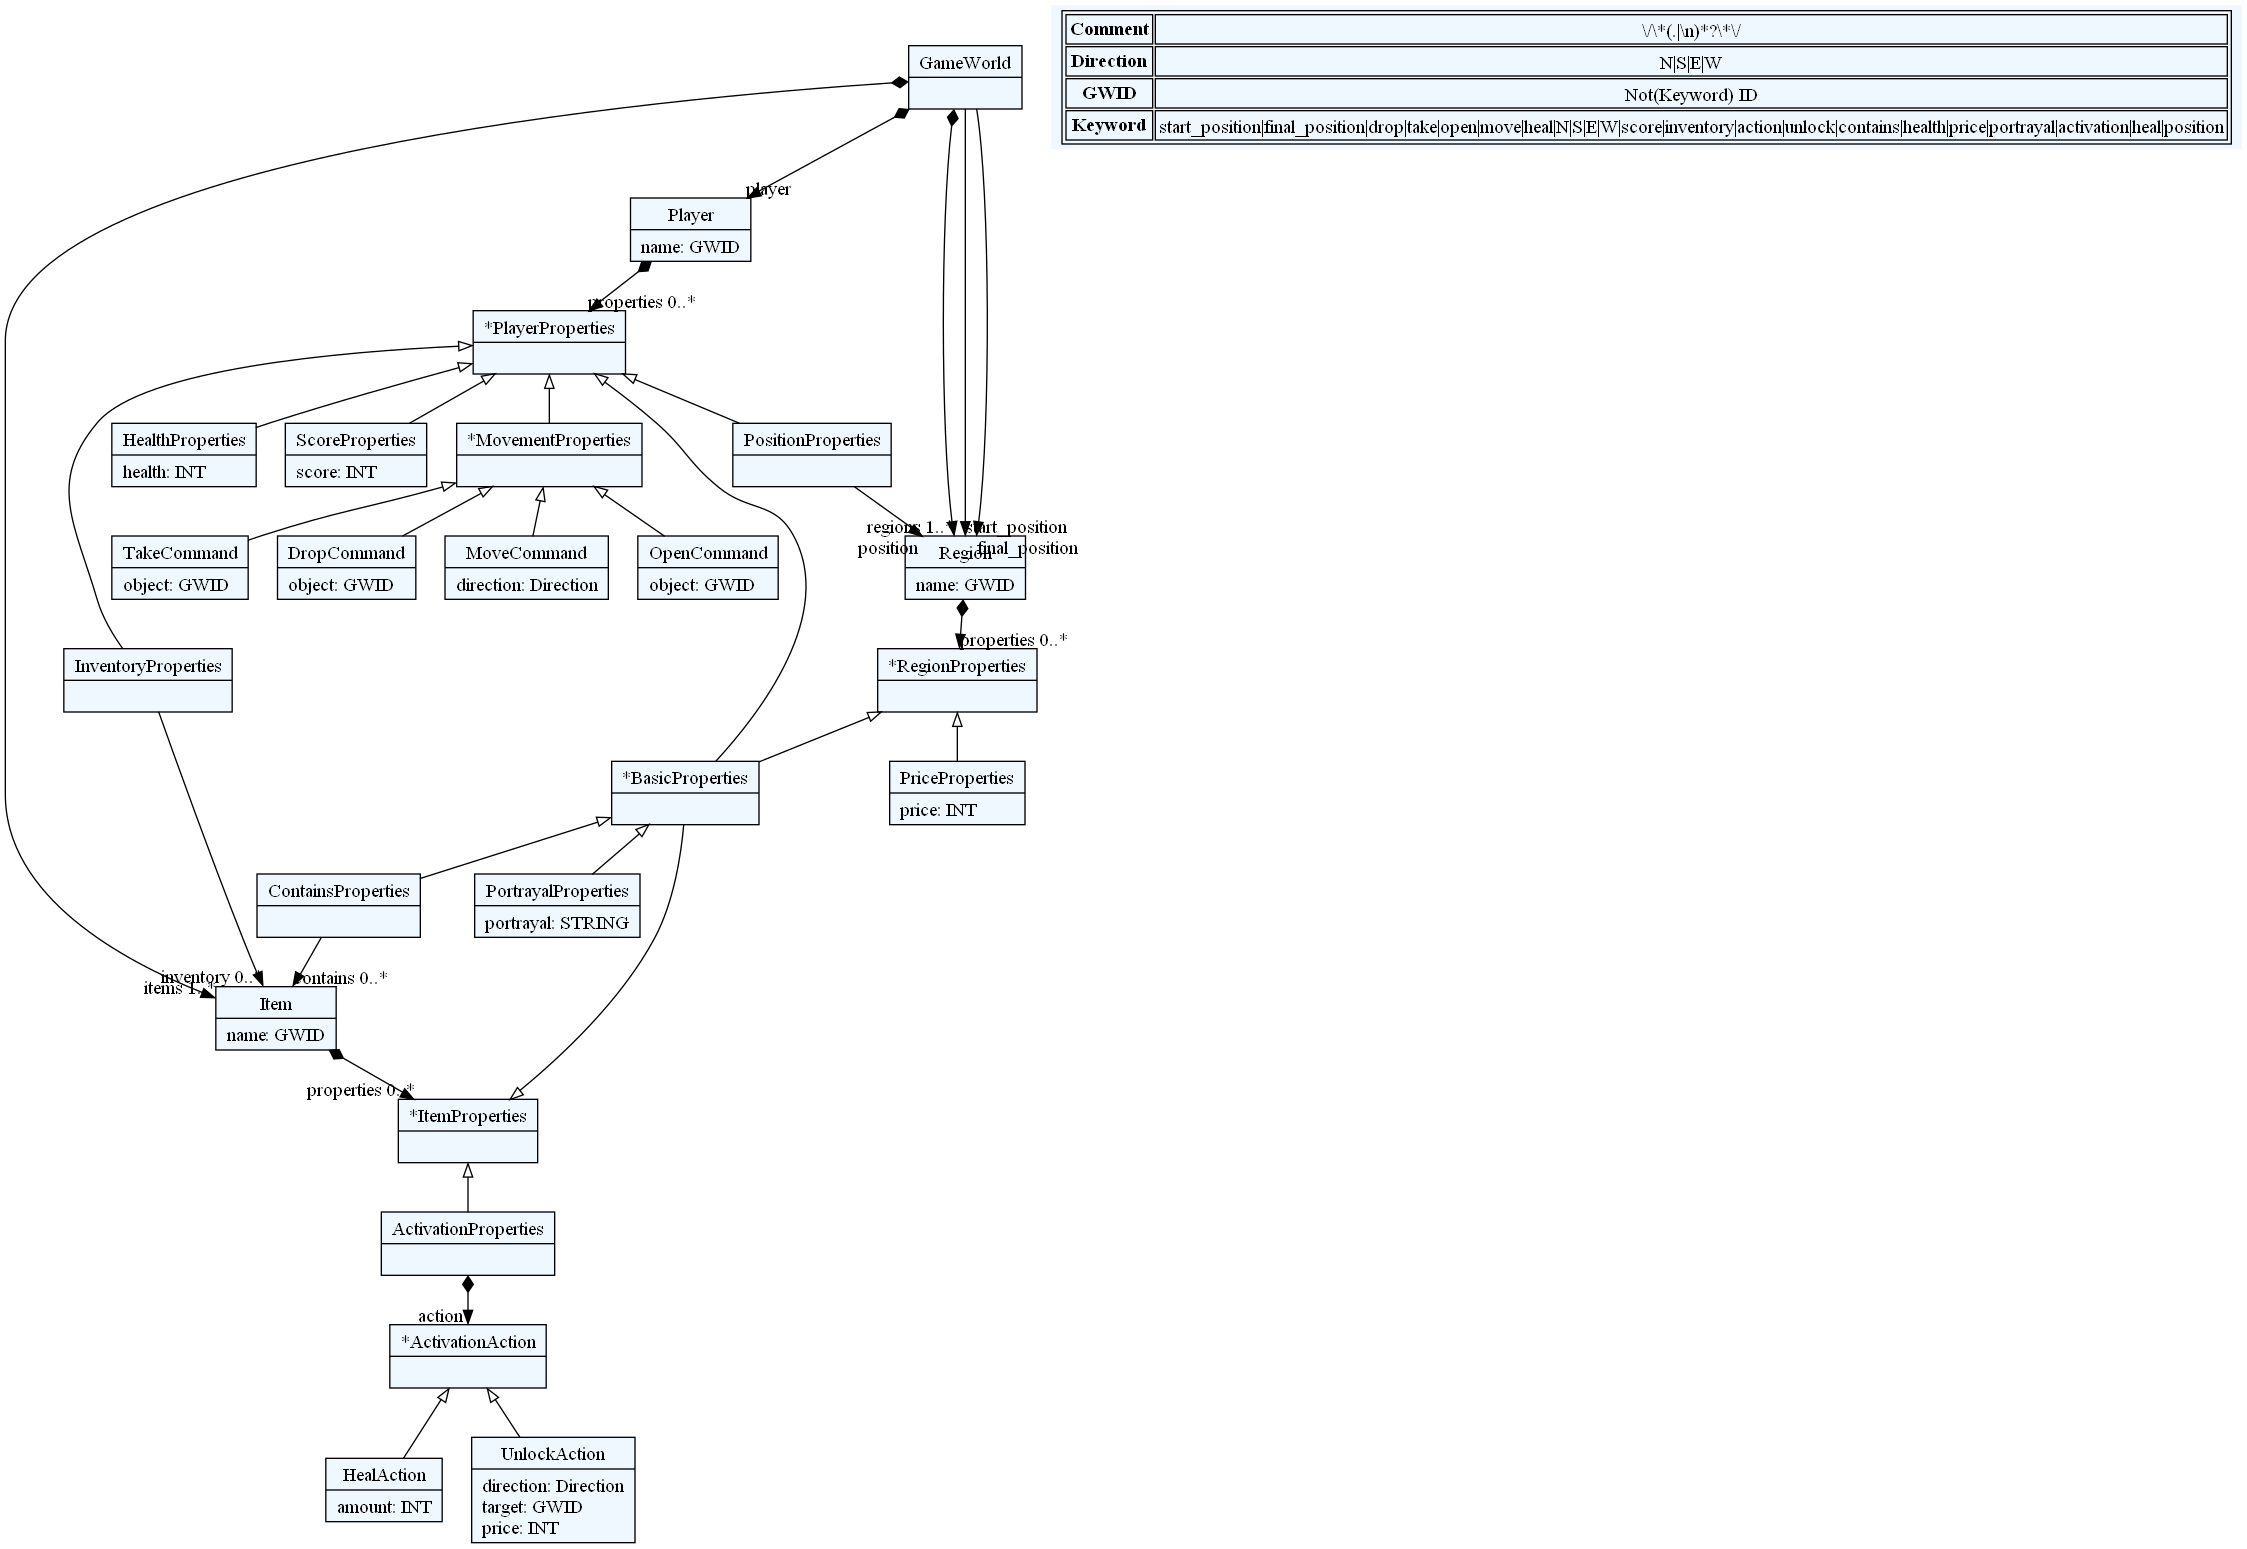 Comment \/\*(.|\n)*?\*\/
Direction N|S|E|W
GWID Not(Keyword) ID
Keyword start_position|final_position|drop|take|open|move|heal|N|S|E|W|score|inventory|action|unlock|contains|health|price|portrayal|activation|heal|position
GameWorld
player
Player
name: GWID
properties 0..*
*PlayerProperties
HealthProperties
health: INT
ScoreProperties
score: INT
*MovementProperties
PositionProperties
regions 1..*
start_position
position
final_position
TakeCommand
object: GWID
DropCommand
object: GWID
MoveCommand
direction: Direction
OpenCommand
object: GWID
Region
name: GWID
properties 0..*
InventoryProperties
*RegionProperties
*BasicProperties
PriceProperties
price: INT
ContainsProperties
PortrayalProperties
portrayal: STRING
inventory 0..*
contains 0..*
items 1..*
Item
name: GWID
properties 0..*
*ItemProperties
ActivationProperties
action
*ActivationAction
HealAction
amount: INT
UnlockAction
direction: Direction
target: GWID
price: INT